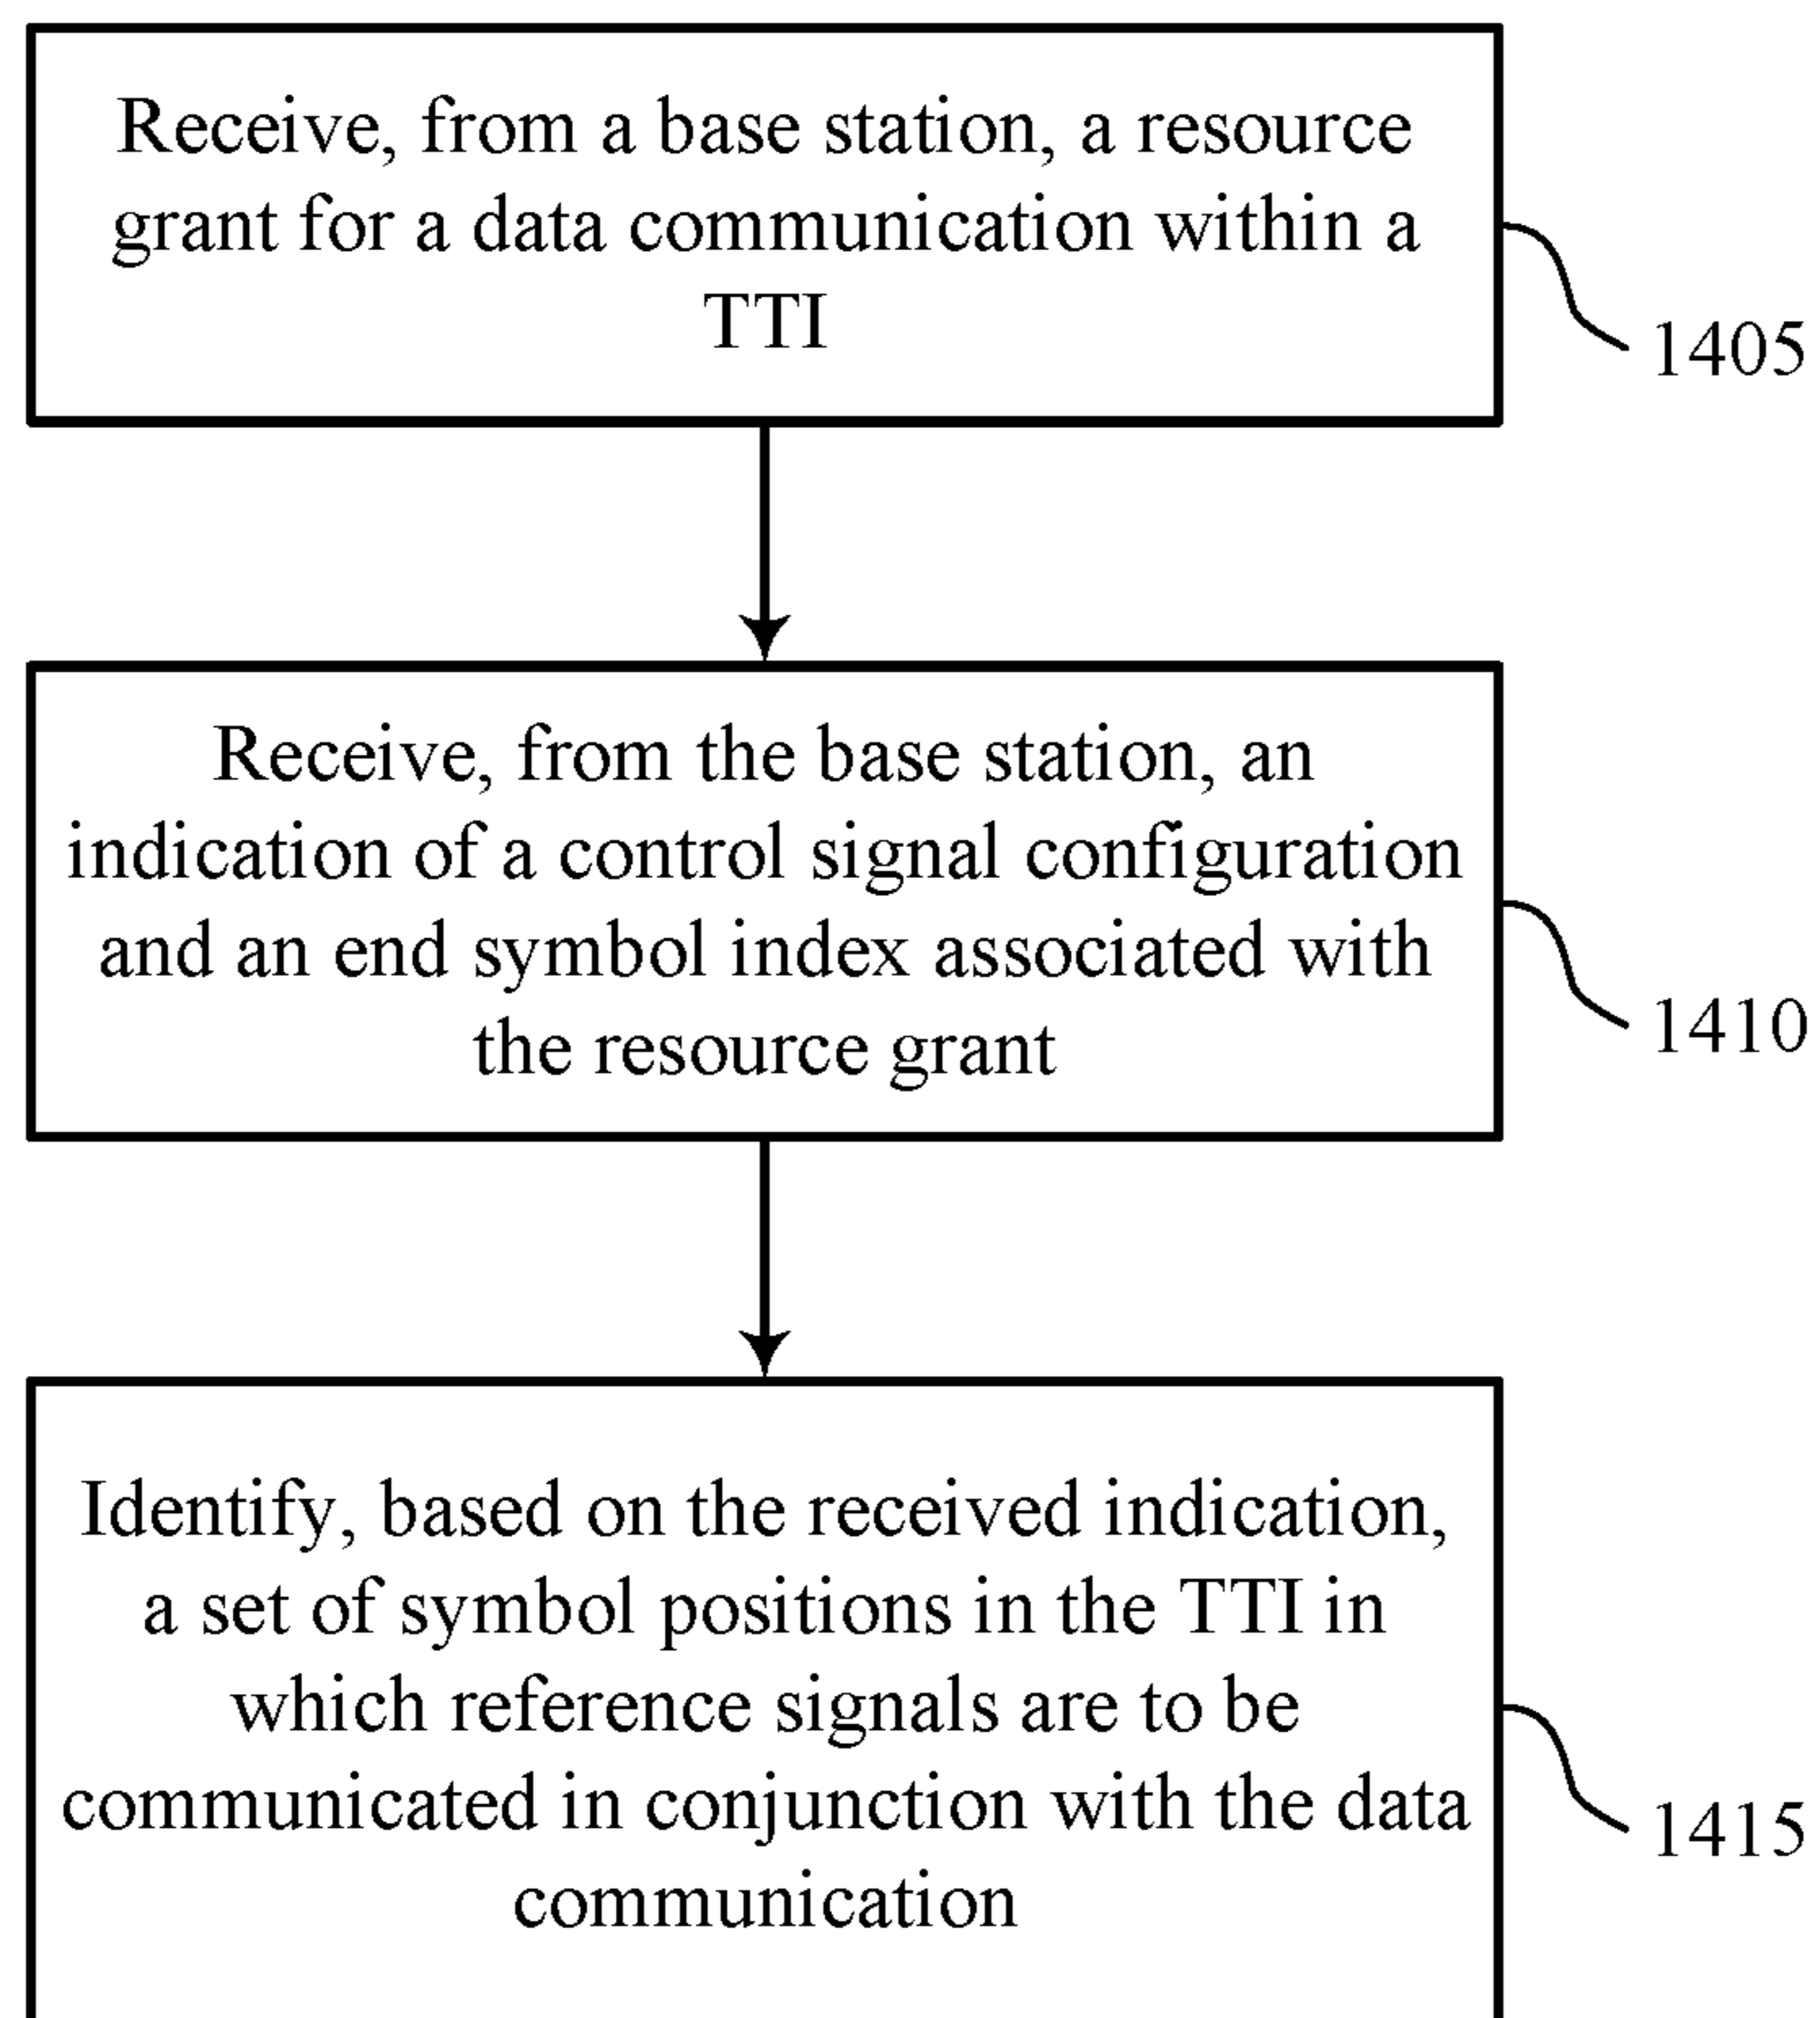 Receive, from a base station, a resource
grant for a data communication within a
TTI
1405
Receive, from the base station, an
indication of a control signal configuration
and an end symbol index associated with
the resource grant
1410
Identify, based on the received indication,
a set of symbol positions in the TTI in
which reference signals are to be
communicated in conjunction with the data
communication
1415